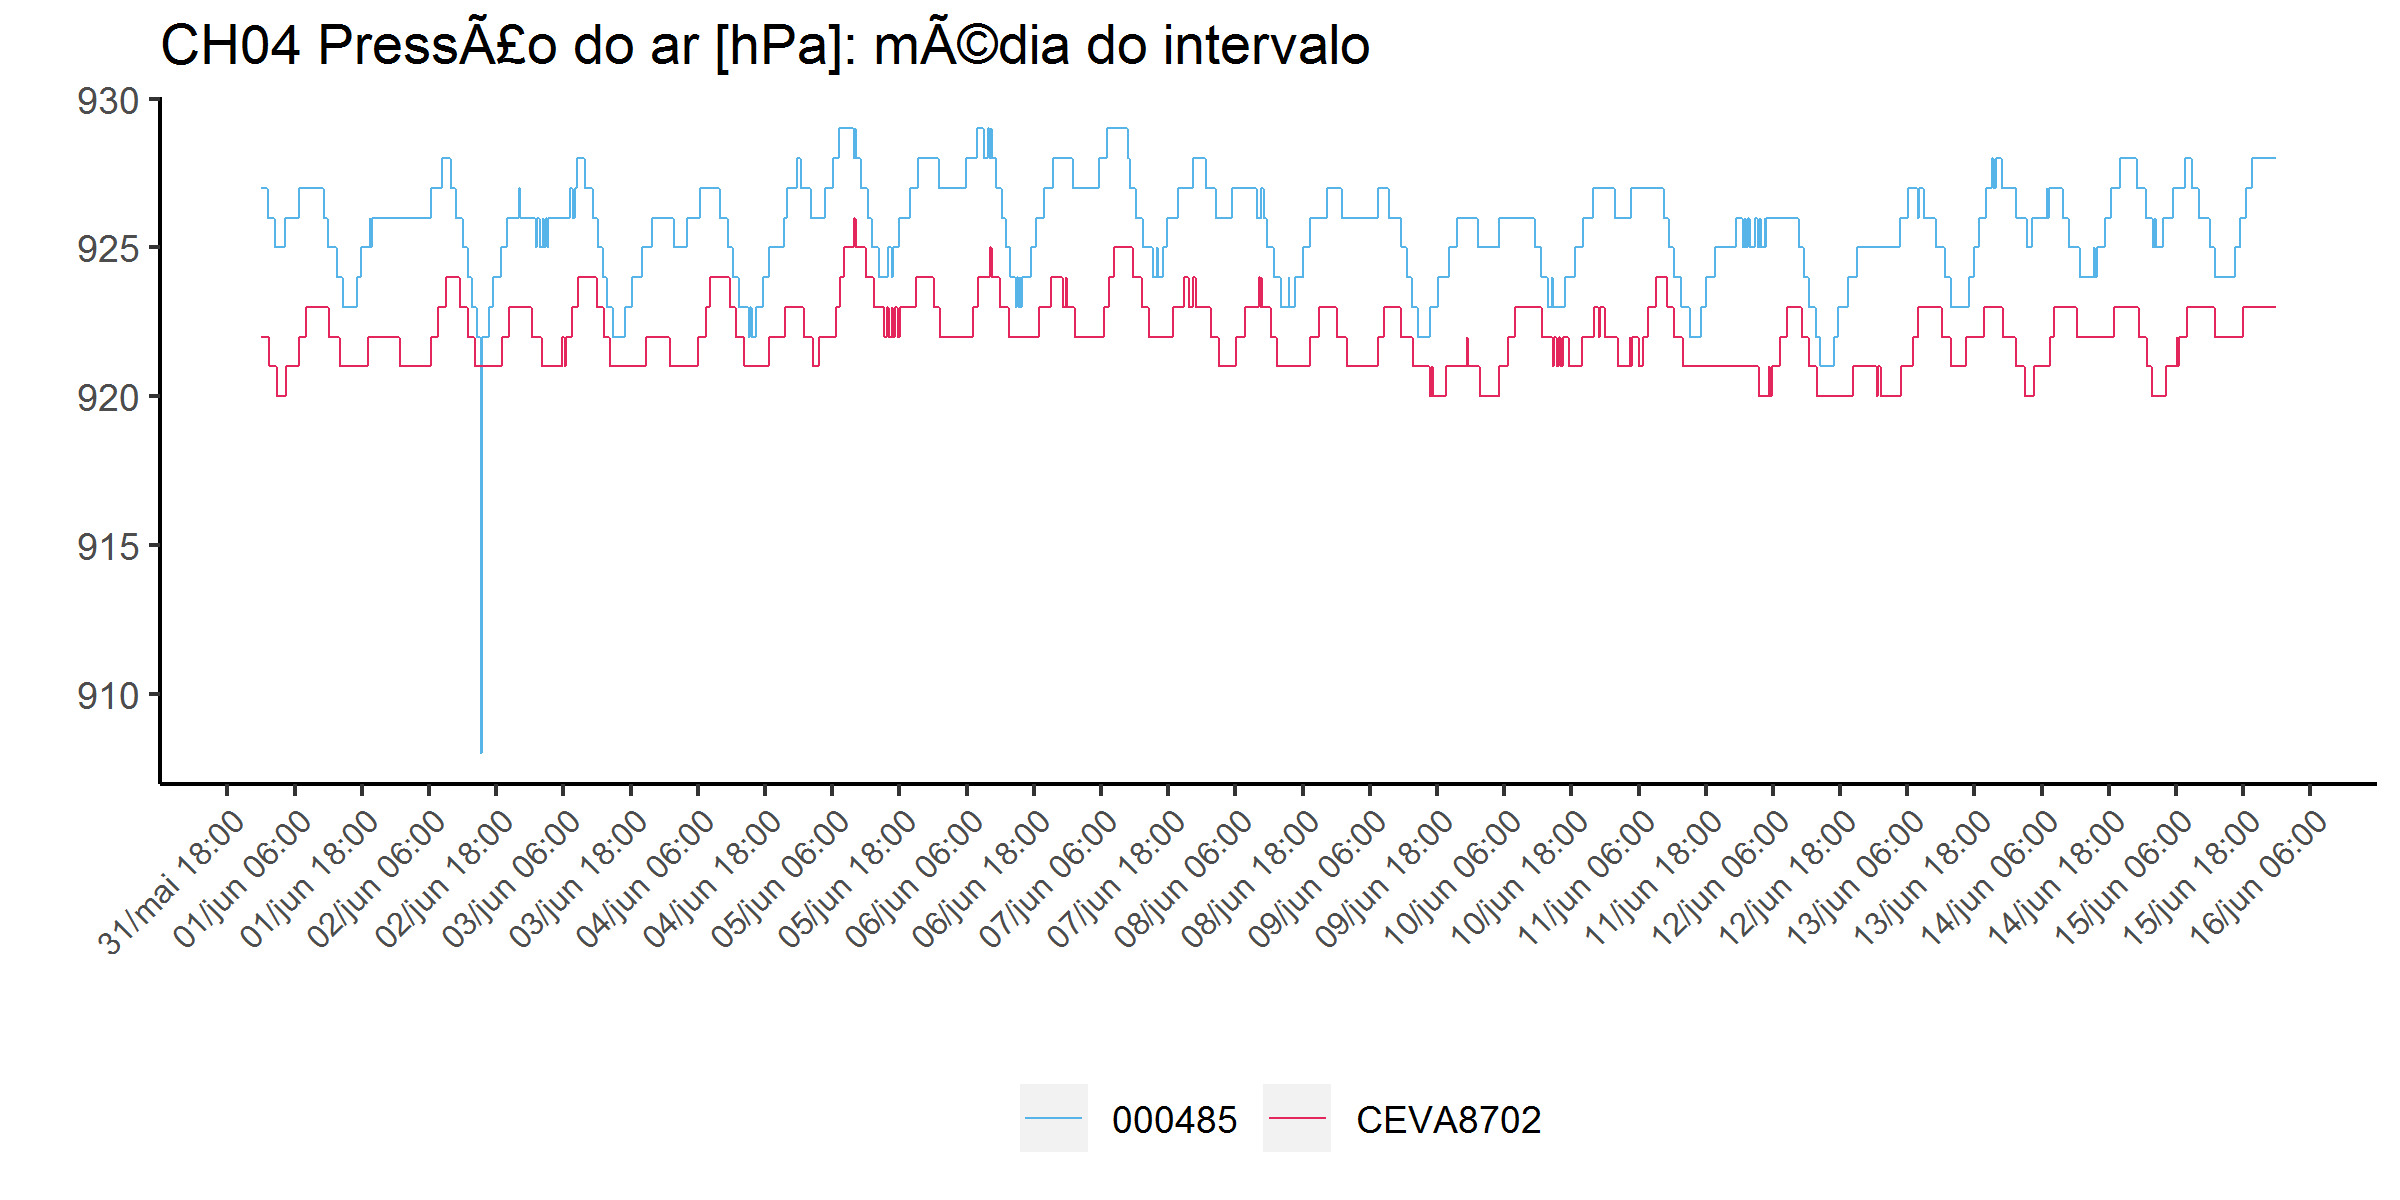 CH04 PressÃ£o do ar [hPa]: mÃ©dia do intervalo
930
925
920
915
910
31/mai 18:00
01/jun 06:00
01/jun 18:00
02/jun 06:00
02/jun 18:00
03/jun 06:00
03/jun 18:00
04/jun 06:00
04/jun 18:00
05/jun 06:00
05/jun 18:00
06/jun 06:00
06/jun 18:00
07/jun 06:00
07/jun 18:00
08/jun 06:00
08/jun 18:00
09/jun 06:00
09/jun 18:00
10/jun 06:00
10/jun 18:00
11/jun 06:00
11/jun 18:00
12/jun 06:00
12/jun 18:00
13/jun 06:00
13/jun 18:00
14/jun 06:00
14/jun 18:00
15/jun 06:00
15/jun 18:00
16/jun 06:00
000485
CEVA8702